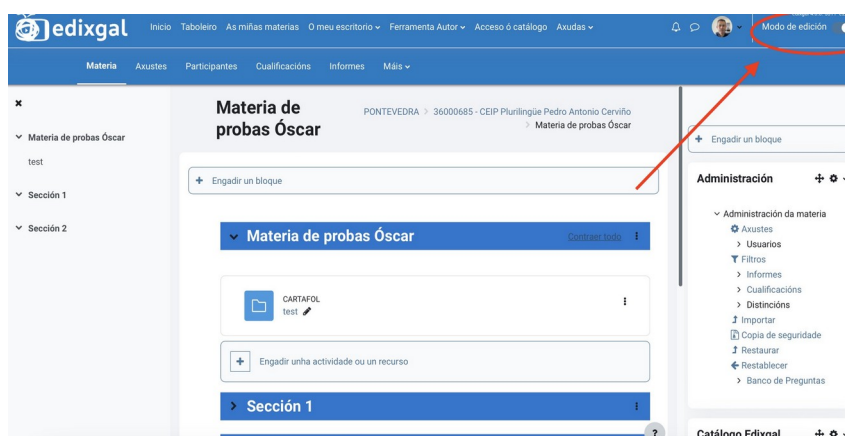 edixgal
Inicio Taboleiro As miñas materias O meu escritorio Ferramenta Autor Acceso ó catálogo Axudas
Modo de edición
Materia Axustes Participantes Cualificacións Informes Máis
Materia de probas Óscar
test
Sección 1
Sección 2
Materia de
probas Óscar
PONTEVEDRA > 36000685 - CEIP Plurilingüe Pedro Antonio Cerviño
> Materia de probas Óscar
+ Engadir un bloque
Materia de probas Óscar
Contraer todo
CARTAFOL
test
+ Engadir unha actividade ou un recurso
Sección 1
?
+ Engadir un bloque
Administración
Administración da materia
Axustes
> Usuarios
Filtros
> Informes
> Cualificacións
> Distincións
Importar
Copia de seguridade
Restaurar
Restablecer
> Banco de Preguntas
Catálogo Edixgal